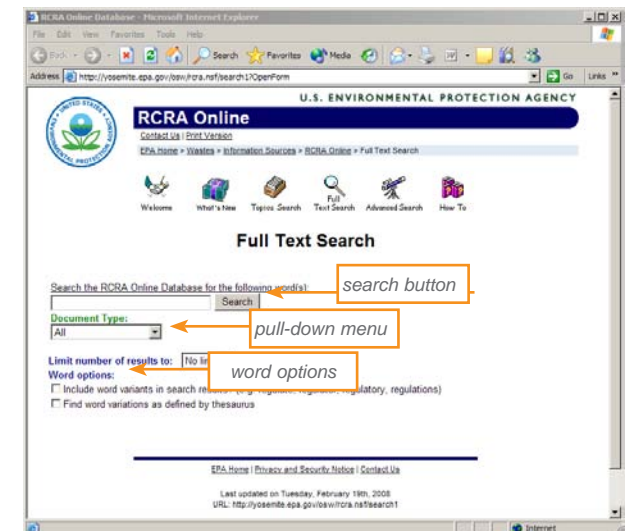 RCRA Online Database - Microsoft Internet Explorer
File Edit View Favorites Tools Help
Back Search Favorites Media
Address http://yosemite.epa.gov/osw/rcra.nsf/search1?OpenForm Go Links »
U.S. ENVIRONMENTAL PROTECTION AGENCY
RCRA Online
Contact Us | Print Version
EPA Home > Wastes > Information Sources > RCRA Online > Full Text Search
Welcome What's New Topics Search Full Text Search Advanced Search How To
Full Text Search
Search the RCRA Online Database for the following word(s):
search button
Search
Document Type:
All
pull-down menu
Limit number of results to: No
word options
Word options:
Include word variants in search regulatory, regulations)
Find word variations as defined by thesaurus
EPA Home | Privacy and Security Notice | Contact Us
Last updated on Tuesday, February 19th, 2008
URL: http://yosemite.epa.gov/osw/rcra.nsf/search1
Internet